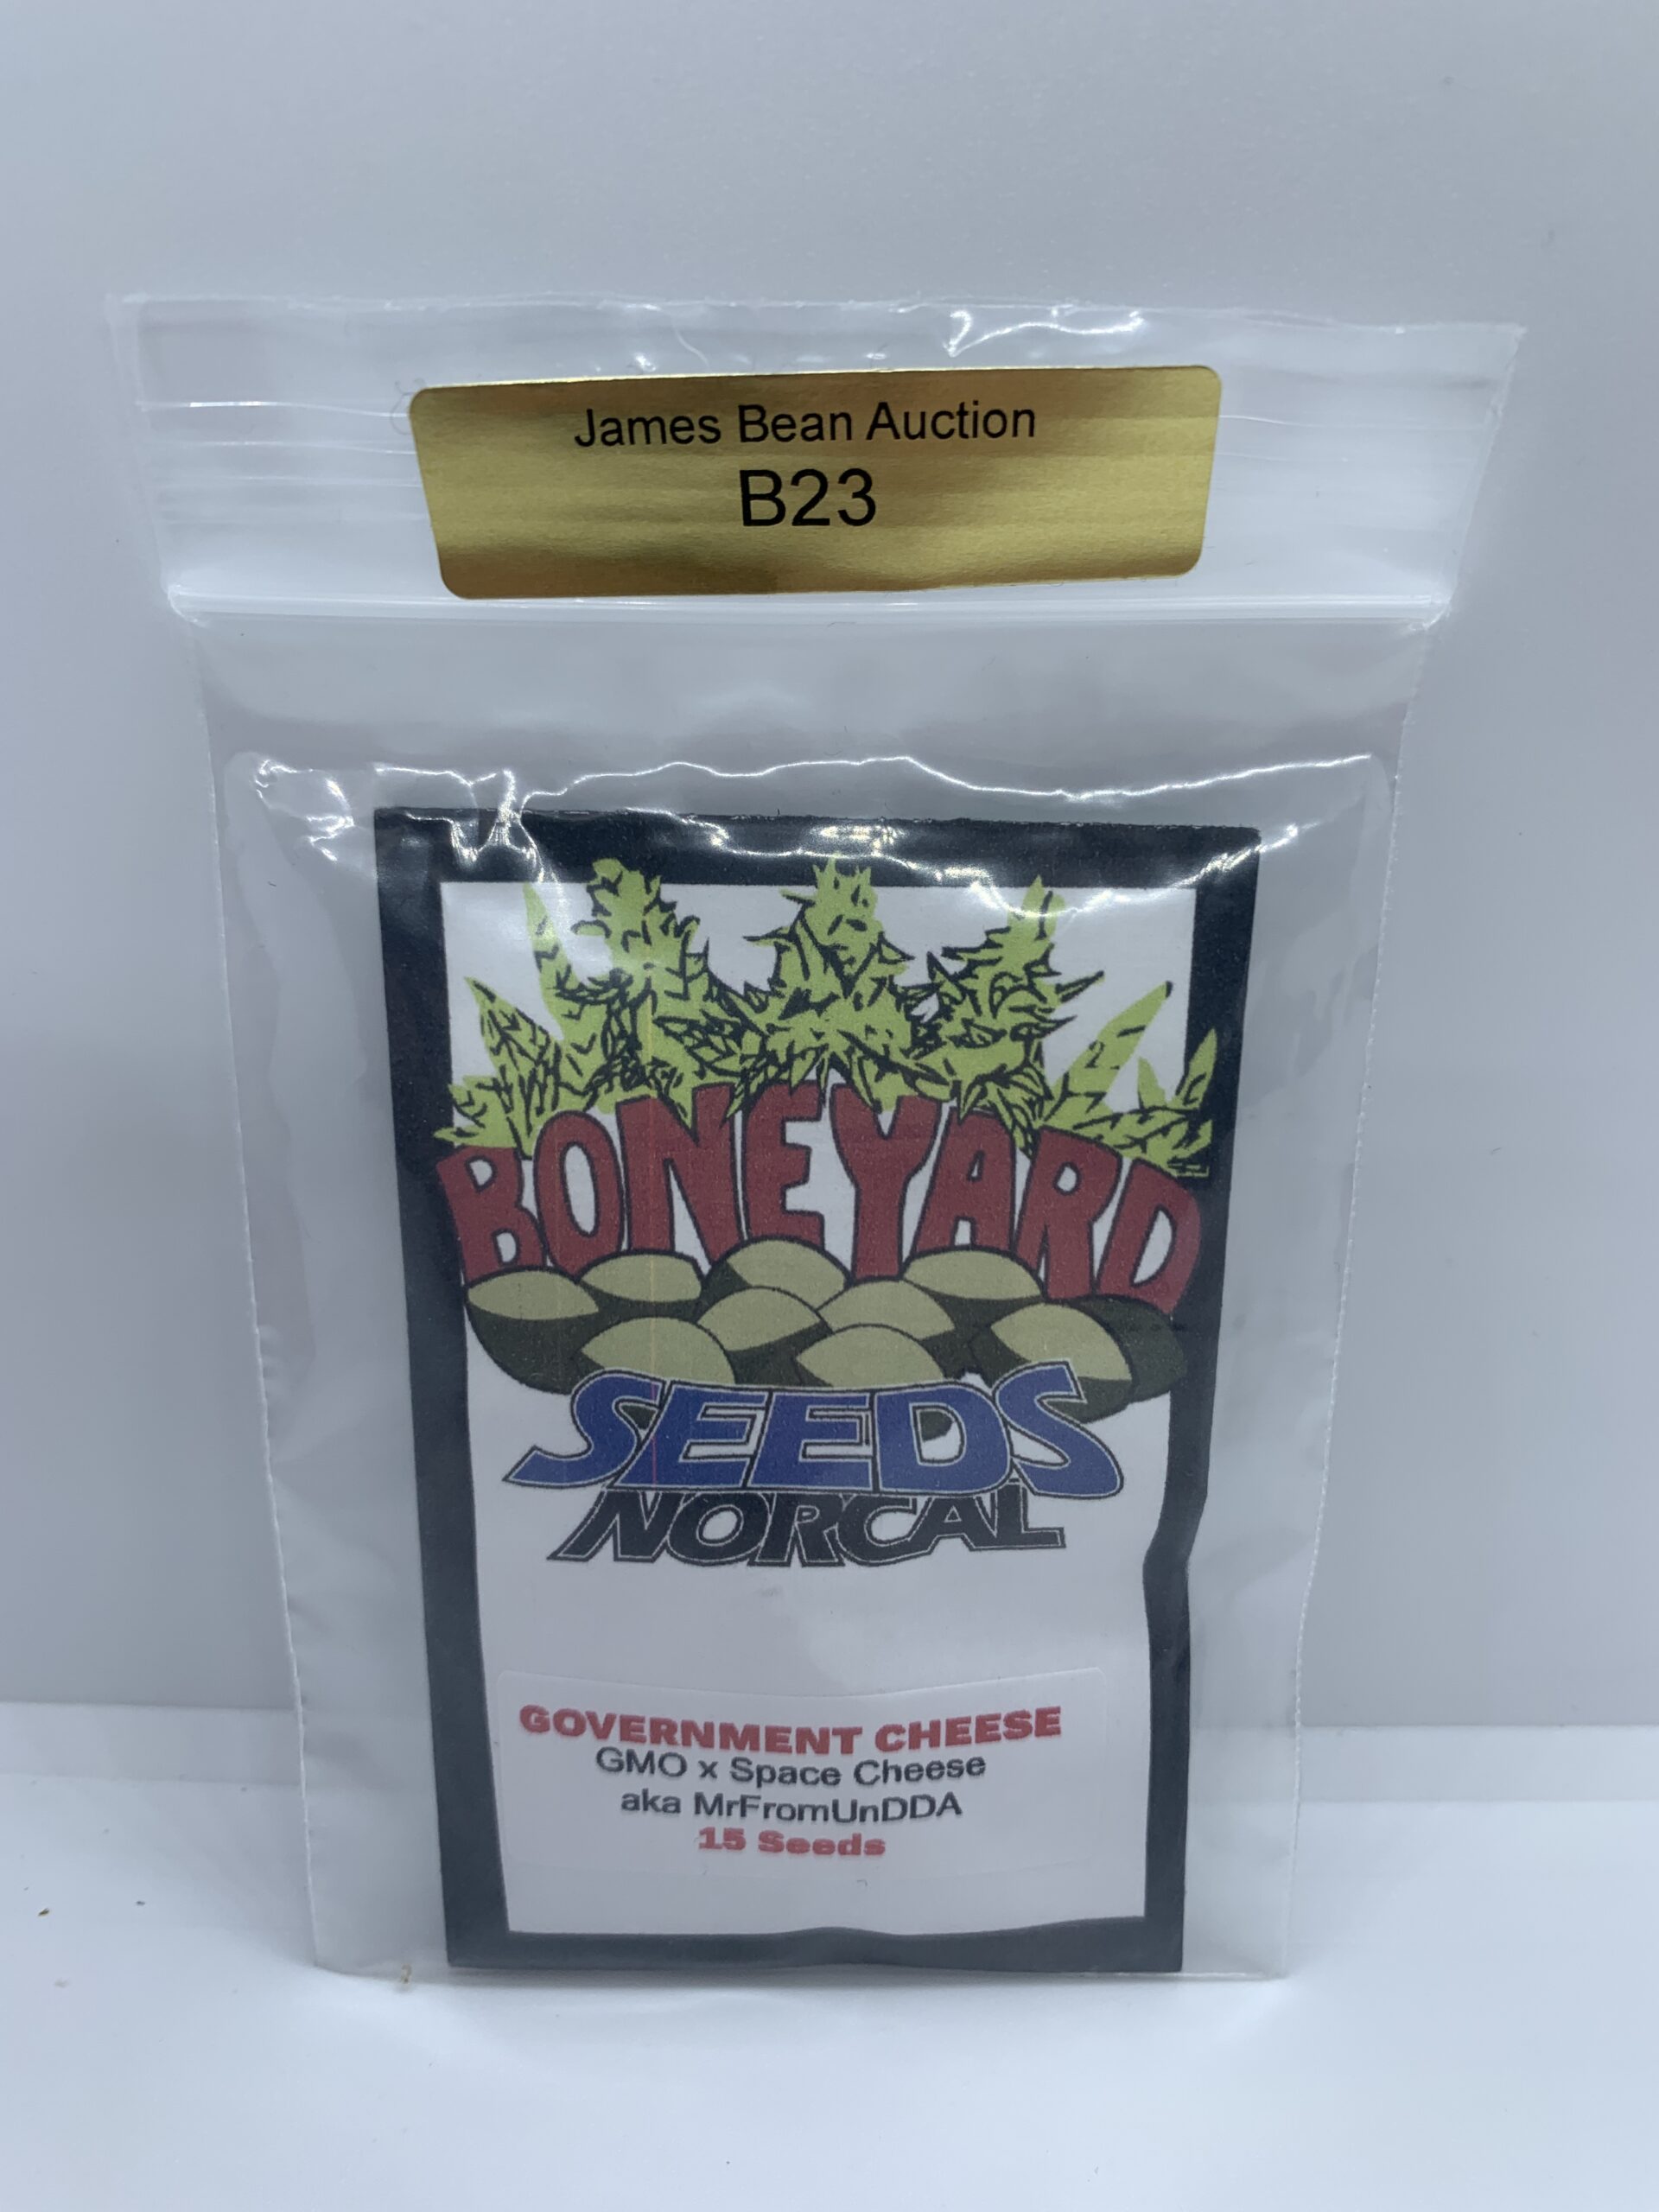 James Bean Auction
B23
BONEYARD
SEEDS
NORCAL
GOVERNMENT CHEESE
GMO x Space Cheese
aka MrFromUnDDA
15 Seeds